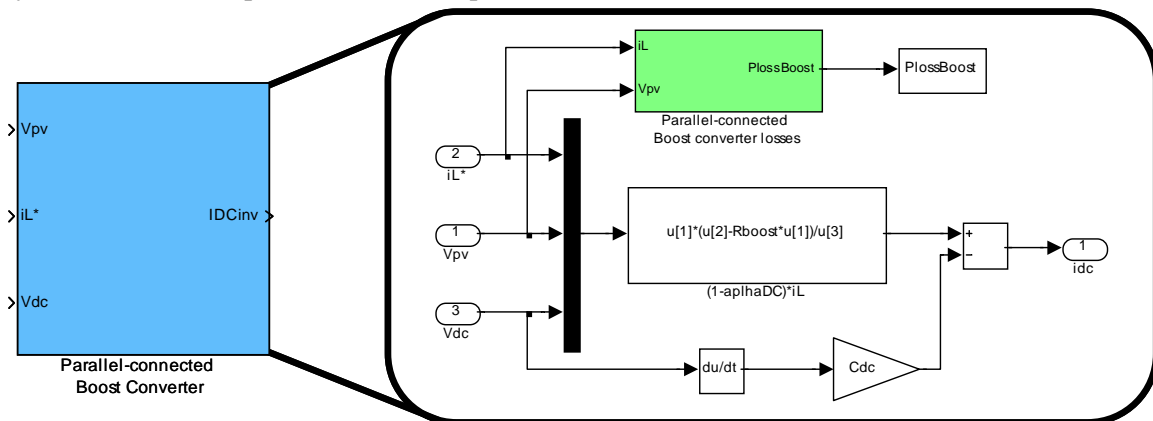 Vpv
iL*
Vdc
IDCinv
Parallel-connected
Boost Converter
iL
Vpv
PlossBoost
Parallel-connected
Boost converter losses
PlossBoost
2
iL*
1
Vpv
3
Vdc
u[1]*(u[2]-Rboost*u[1])/u[3]
(1-aplhaDC)*iL
du/dt
Cdc
+
−
1
idc